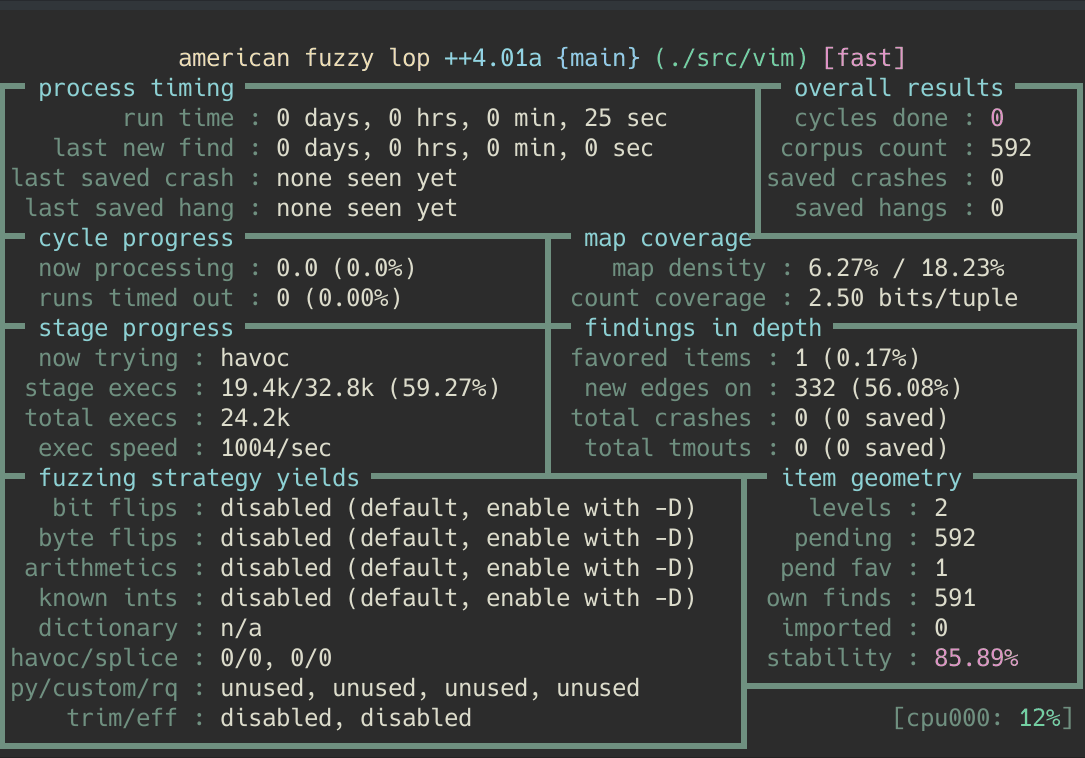 american fuzzy lop ++4.01a {main} (./src/vim) [fast]
process timing overall results
run time : 0 days, 0 hrs, 0 min, 25 sec cycles done : 0
last new find : 0 days, 0 hrs, 0 min, 0 sec corpus count : 592
last saved crash : none seen yet saved crashes : 0
last saved hang : none seen yet saved hangs : 0
cycle progress map coverage
now processing : 0.0 (0.0%) map density : 6.27% / 18.23%
runs timed out : 0 (0.00%) count coverage : 2.50 bits/tuple
stage progress findings in depth
now trying : havoc favored items : 1 (0.17%)
stage execs : 19.4k/32.8k (59.27%) new edges on : 332 (56.08%)
total execs : 24.2k total crashes : 0 (0 saved)
exec speed : 1004/sec total tmouts : 0 (0 saved)
fuzzing strategy yields item geometry
bit flips : disabled (default, enable with -D) levels : 2
byte flips : disabled (default, enable with -D) pending : 592
arithmetics : disabled (default, enable with -D) pend fav : 1
known ints : disabled (default, enable with -D) own finds : 591
dictionary : n/a imported : 0
havoc/splice : 0/0, 0/0 stability : 85.89%
py/custom/rq : unused, unused, unused, unused
trim/eff : disabled, disabled [cpu000: 12%]